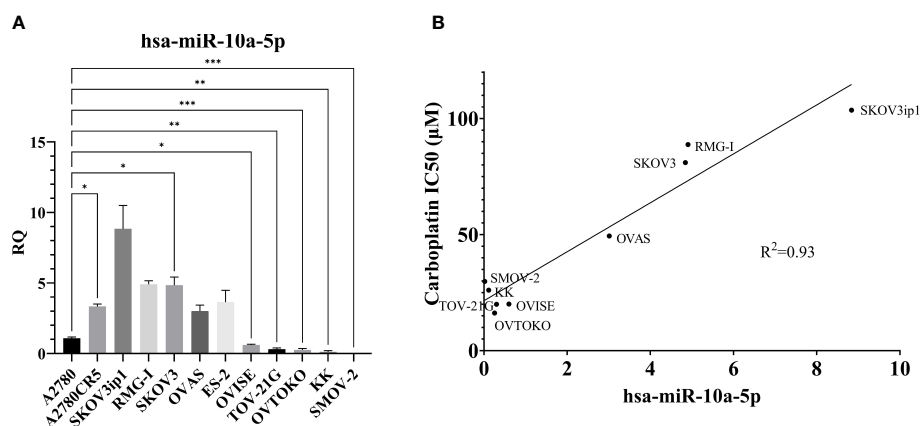 A
hsa-miR-10a-5p
***
**
***
**
*
*
*
15
10
5
0
RQ
A2780
A2780CR5
SKOV3ip1
RMG-I
SKOV3
OVAS
ES-2
OVISE
TOV-21G
OVTOKO
KK
SMOV-2
B
Carboplatin IC50 (µM)
100
50
0
SKOV3ip1
RMG-I
SKOV3
OVAS
R²=0.93
SMOV-2
KK
TOV-21G
OVISE
OVTOKO
0
2
4
6
8
10
hsa-miR-10a-5p